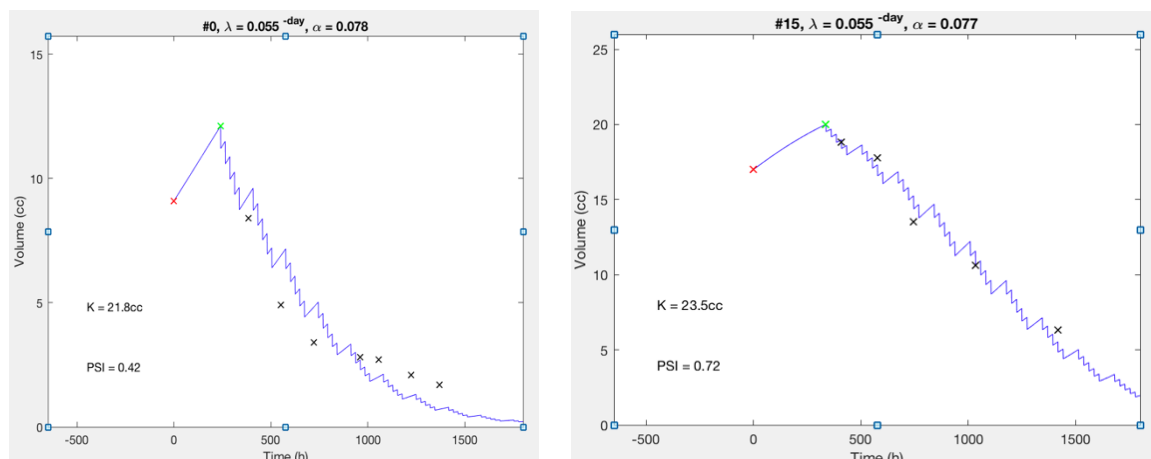 #0, λ = 0.055 -day, α = 0.078
15
10
5
0
Volume (cc)
K = 21.8cc
PSI = 0.42
-500 0 500 1000 1500
Time (h)
#15, λ = 0.055 -day, α = 0.077
25
20
15
10
5
0
Volume (cc)
K = 23.5cc
PSI = 0.72
-500 0 500 1000 1500
Time (h)